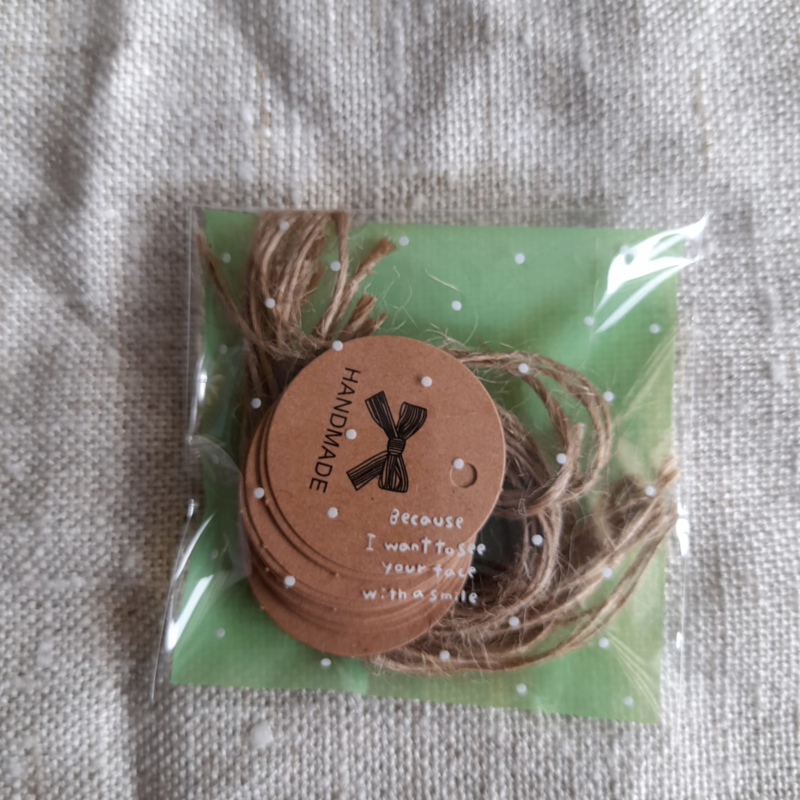 HANDMADE
Because
I want to see
your face
with a smile